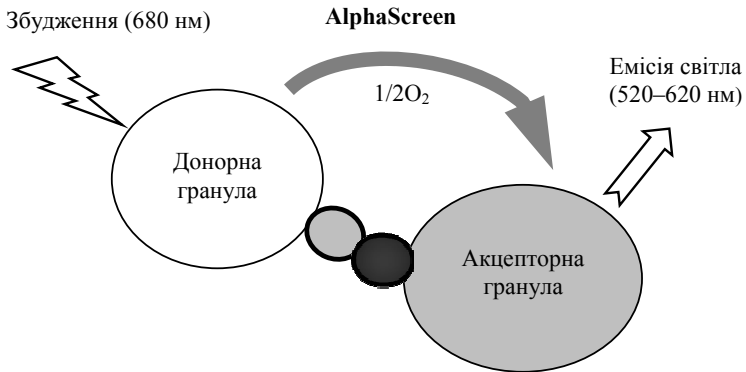 Збудження (680 нм)
AlphaScreen
1/2O₂
Емісія світла
(520–620 нм)
Донорна
гранула
Акцепторна
гранула